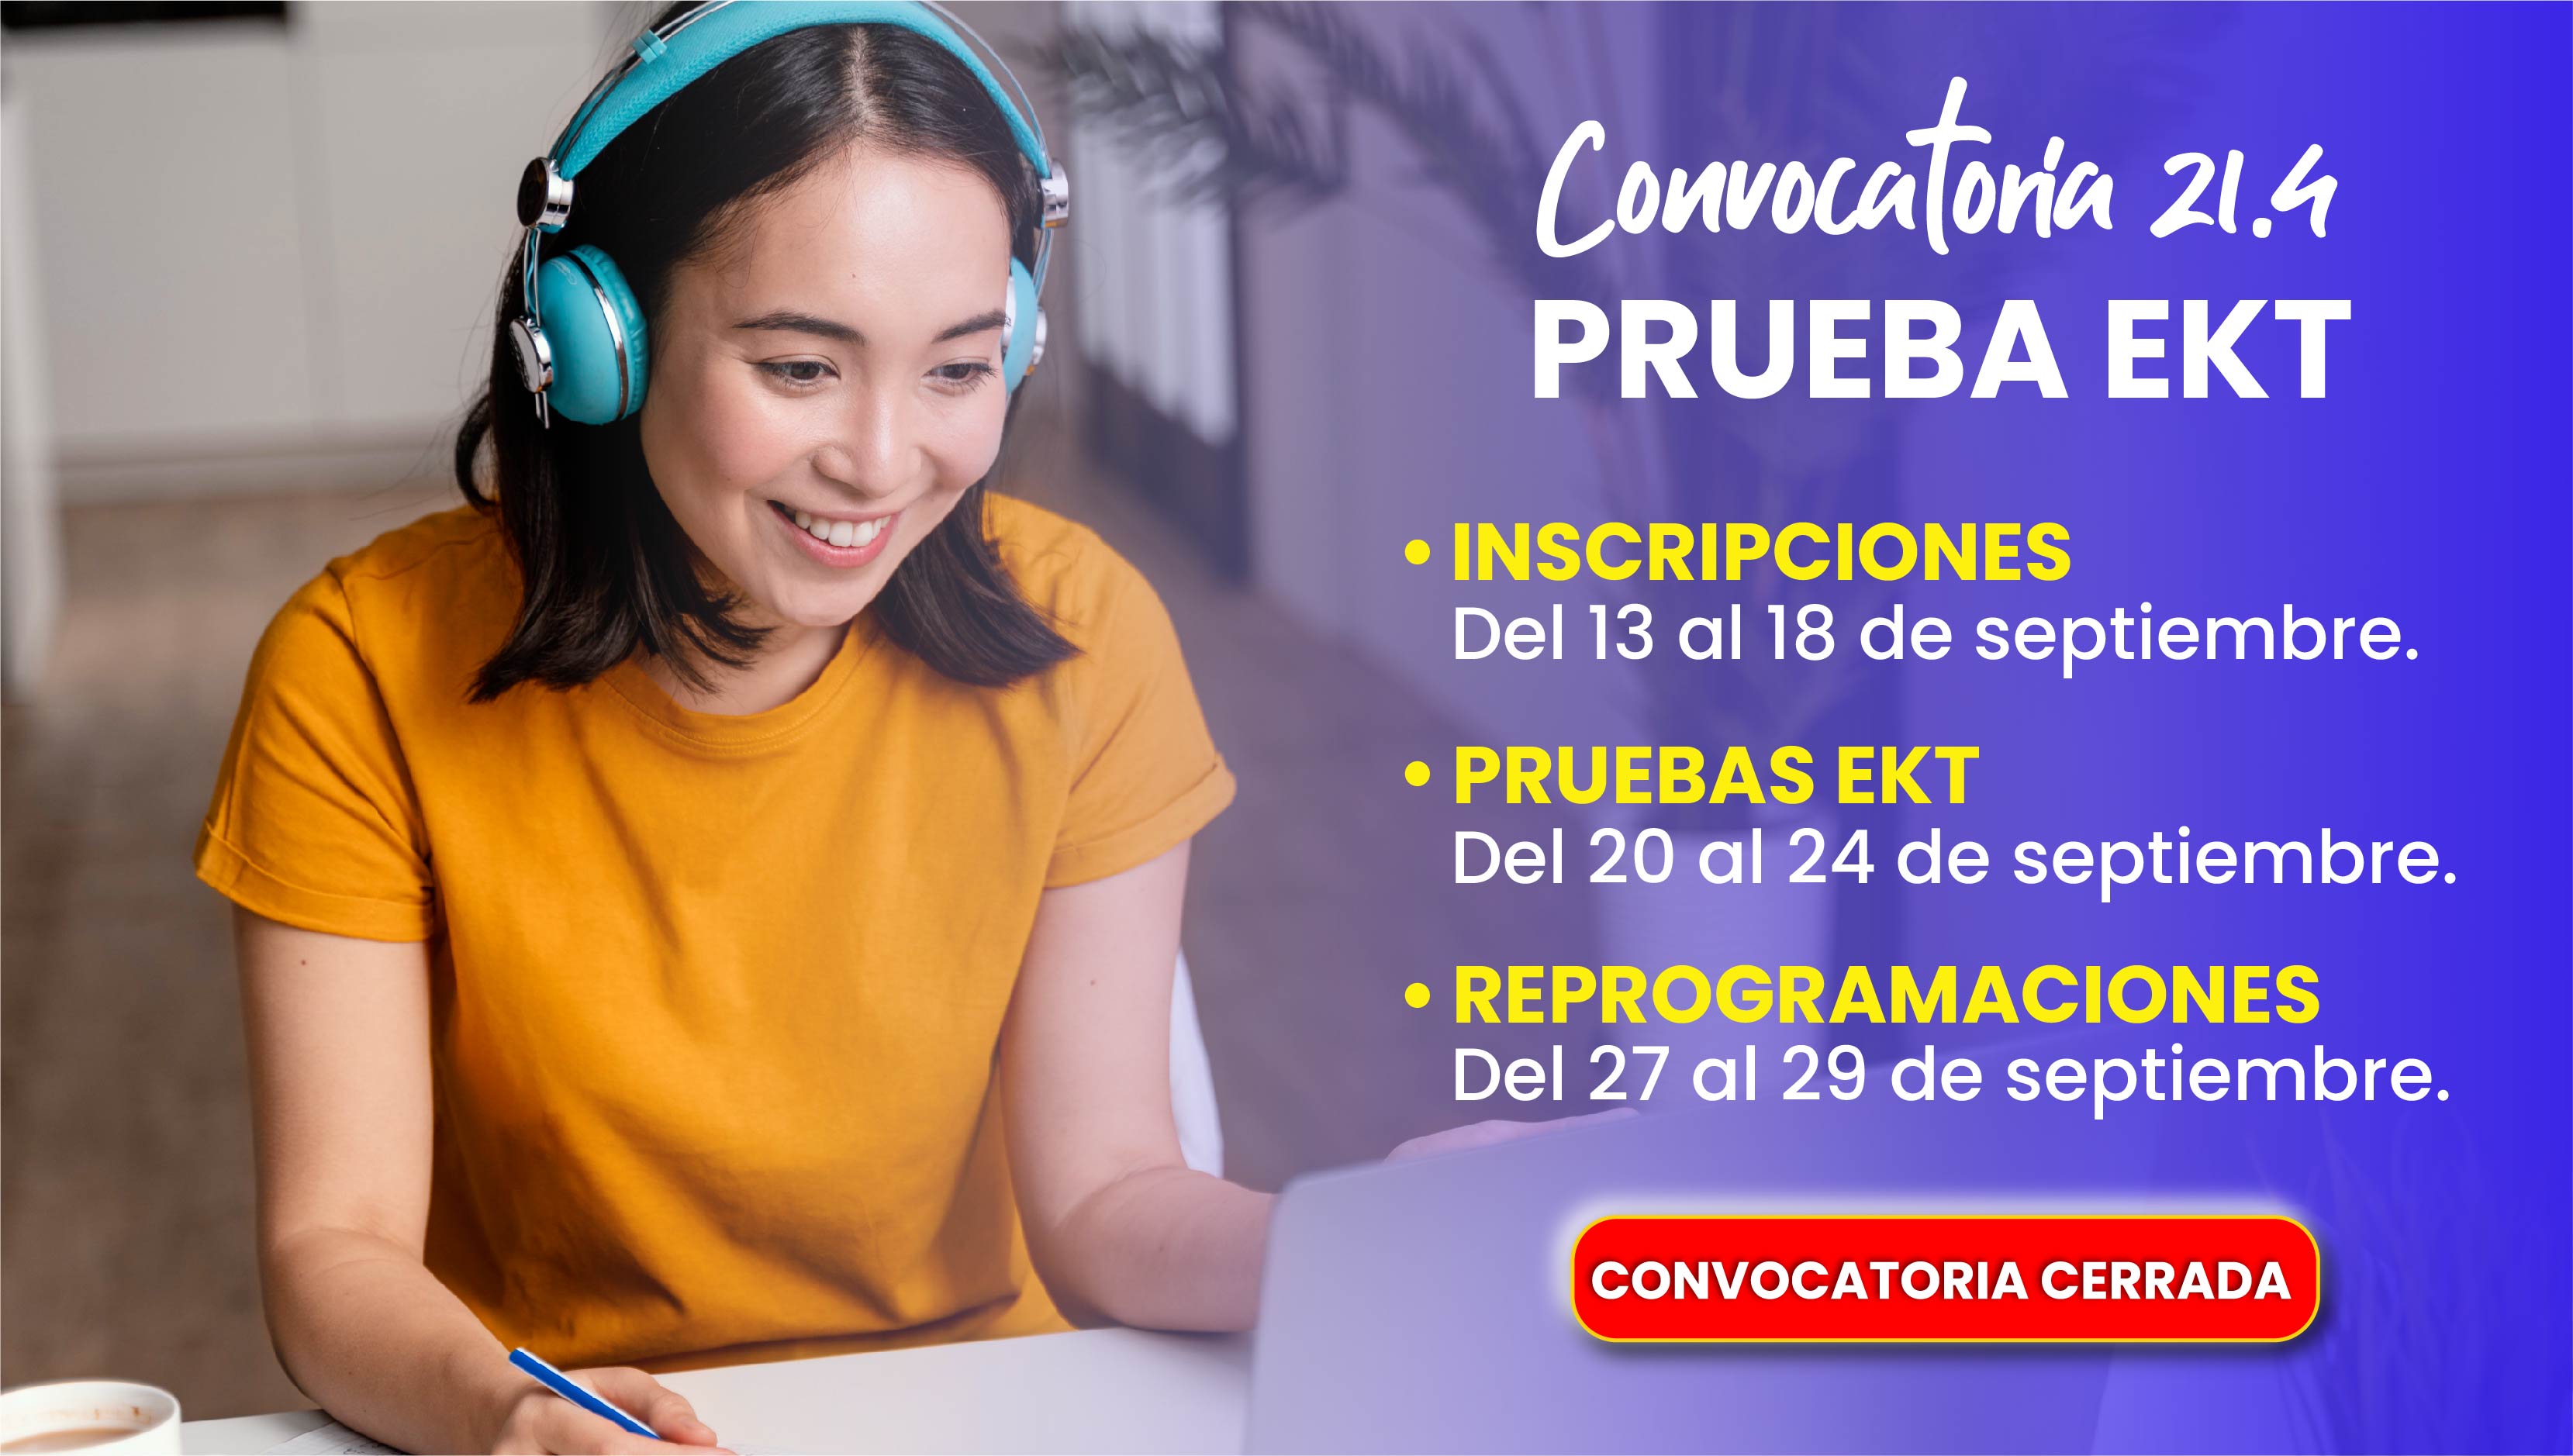 Convocatoria 21.4
PRUEBA EKT
• INSCRIPCIONES
Del 13 al 18 de septiembre.
• PRUEBAS EKT
Del 20 al 24 de septiembre.
• REPROGRAMACIONES
Del 27 al 29 de septiembre.
CONVOCATORIA CERRADA